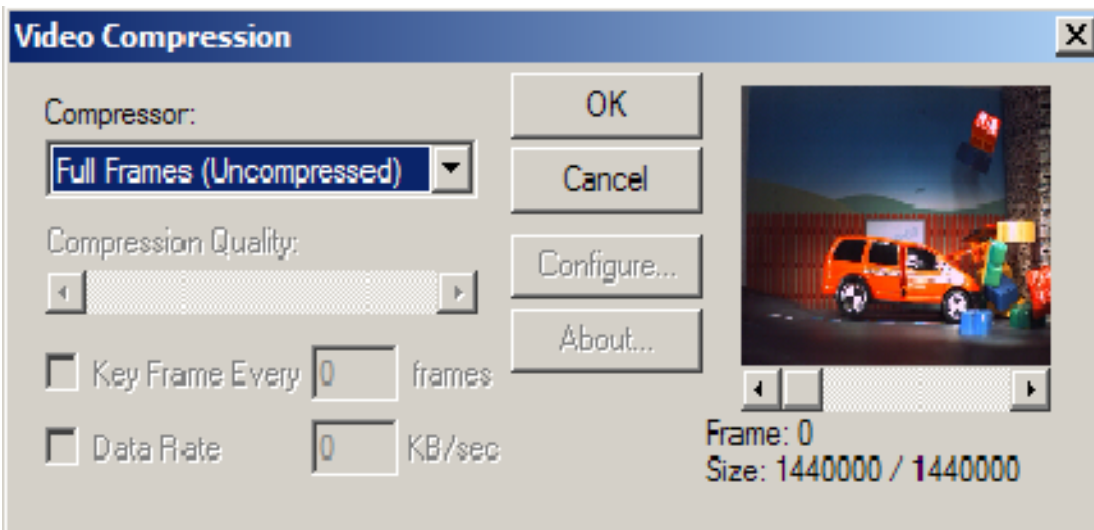 Video Compression
Compressor:
Full Frames (Uncompressed)
Compression Quality:
Key Frame Every 0 frames
Data Rate 0 KB/sec
OK
Cancel
Configure...
About...
Frame: 0
Size: 1440000 / 1440000